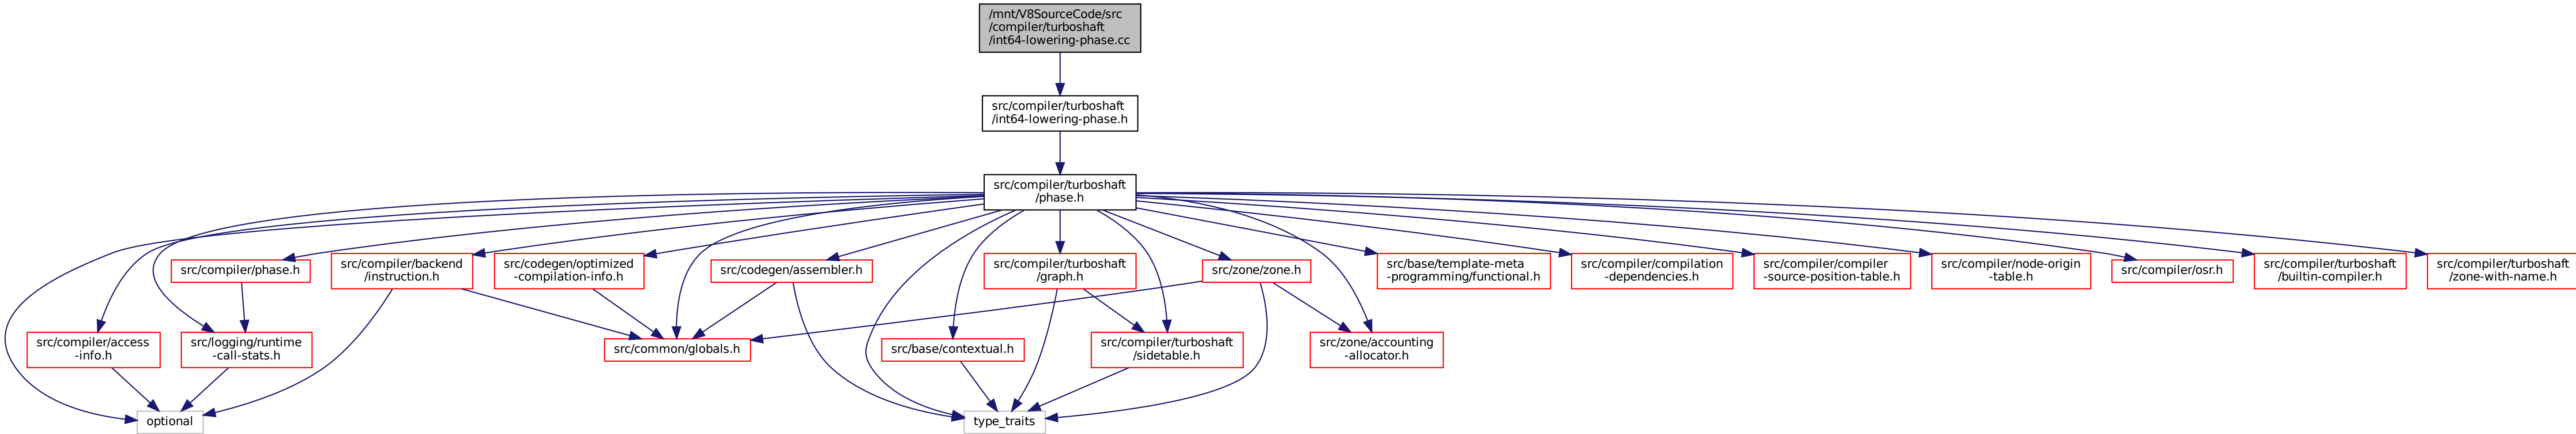 /mnt/V8SourceCode/src
/compiler/turboshaft
/int64-lowering-phase.cc
src/compiler/turboshaft
/int64-lowering-phase.h
src/compiler/turboshaft
/phase.h
src/compiler/phase.h
src/compiler/backend
/instruction.h
src/codegen/optimized
-compilation-info.h
src/codegen/assembler.h
src/compiler/turboshaft
/graph.h
src/zone/zone.h
src/base/template-meta
-programming/functional.h
src/compiler/compilation
-dependencies.h
src/compiler/compiler
-source-position-table.h
src/compiler/node-origin
-table.h
src/compiler/osr.h
src/compiler/turboshaft
/builtin-compiler.h
src/compiler/turboshaft
/zone-with-name.h
src/compiler/access
-info.h
src/logging/runtime
-call-stats.h
src/common/globals.h
src/base/contextual.h
src/compiler/turboshaft
/sidetable.h
src/zone/accounting
-allocator.h
optional
type_traits